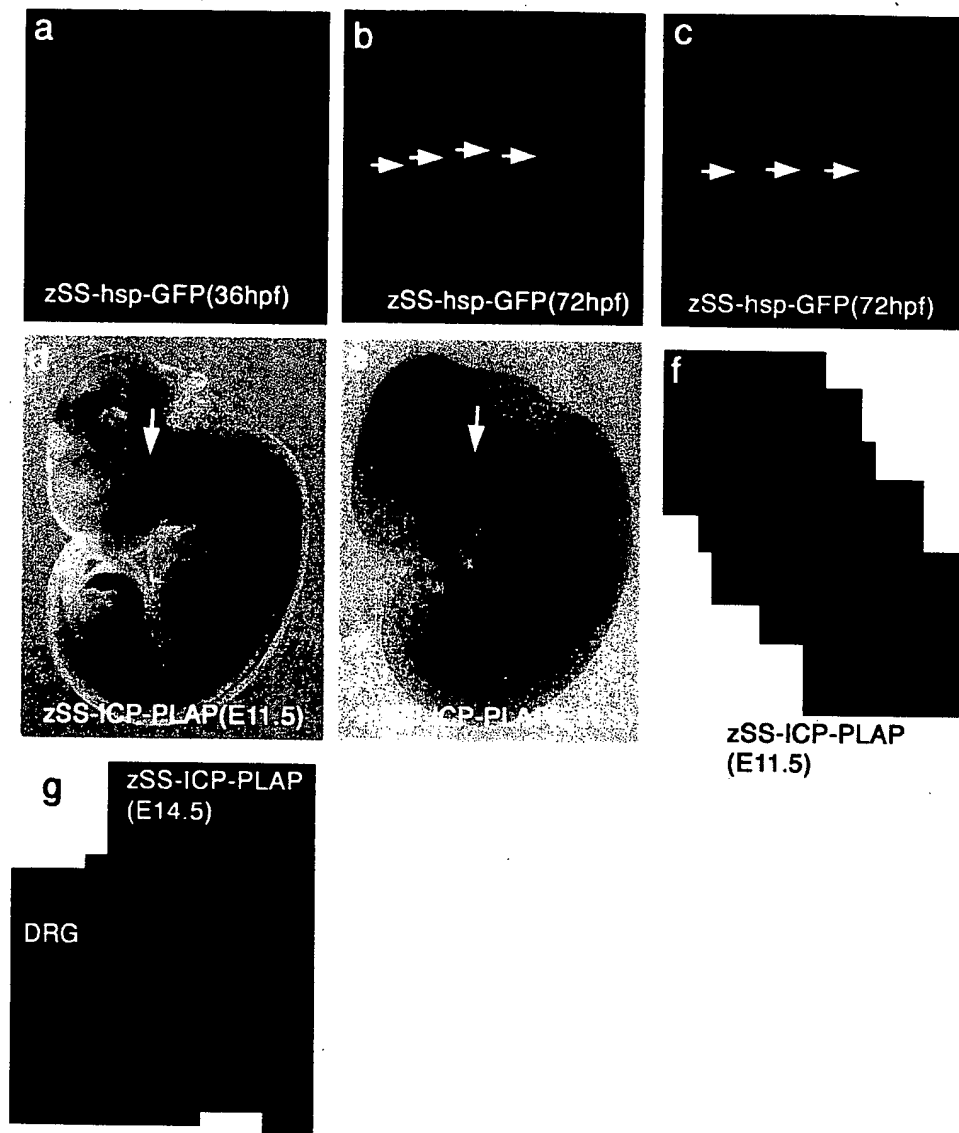 a
b
c
zSS-hsp-GFP(36hpf)
zSS-hsp-GFP(72hpf)
zSS-hsp-GFP(72hpf)
d
f
zSS-ICP-PLAP(E11.5)
zSS-ICP-PLAP
(E11.5)
g
zSS-ICP-PLAP
(E14.5)
DRG